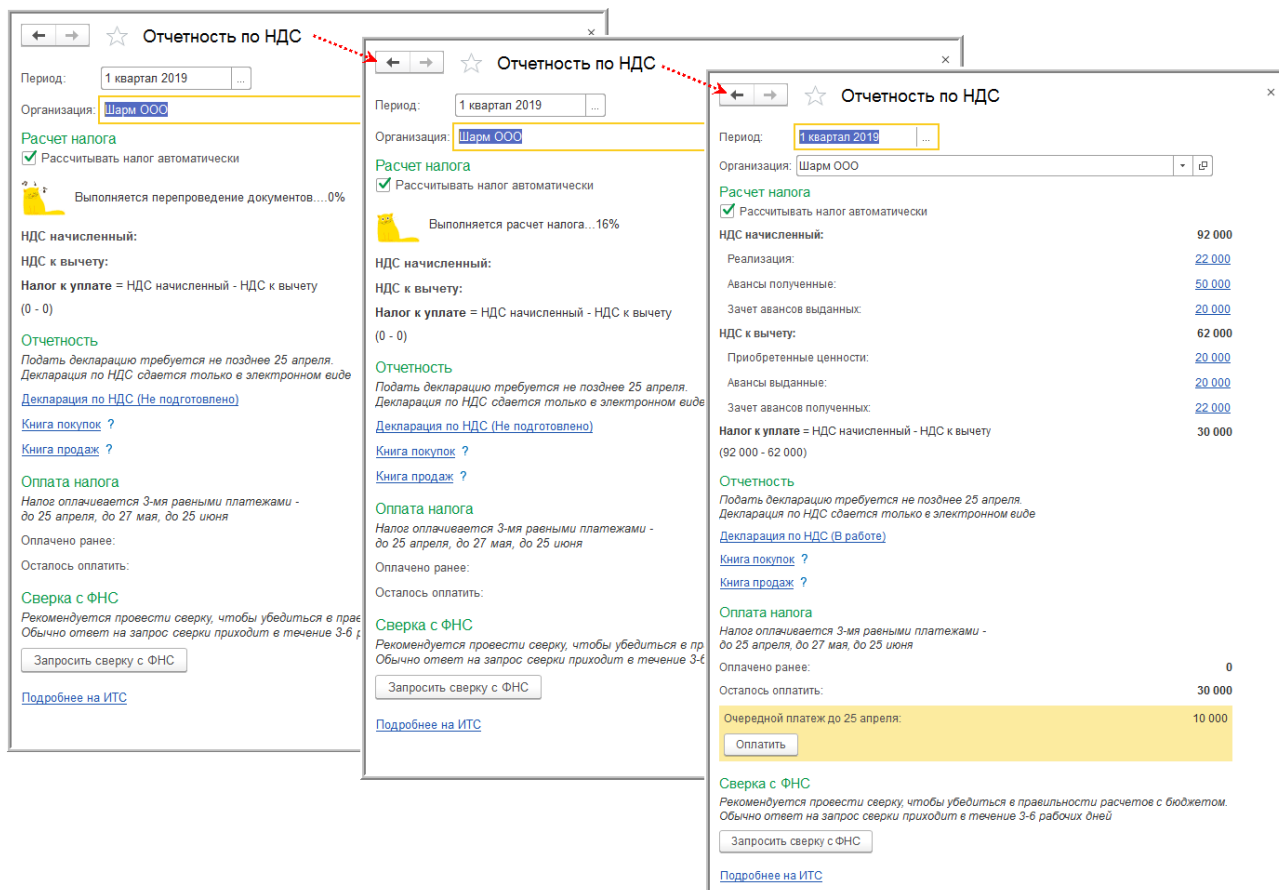 Отчетность по НДС
Период: 1 квартал 2019 ...
Организация: Шарм ООО
Расчет налога
Рассчитывать налог автоматически
Выполняется перепроведение документов....0%
НДС начисленный:
НДС к вычету:
Налог к уплате = НДС начисленный - НДС к вычету
(0 - 0)
Отчетность
Подать декларацию требуется не позднее 25 апреля.
Декларация по НДС сдается только в электронном виде
Декларация по НДС (Не подготовлено)
Книга покупок ?
Книга продаж ?
Оплата налога
Налог оплачивается 3-мя равными платежами -
до 25 апреля, до 27 мая, до 25 июня
Оплачено ранее:
Осталось оплатить:
Сверка с ФНС
Рекомендуется провести сверку, чтобы убедиться в
Обычно ответ на запрос сверки приходит в течение 3-6
Запросить сверку с ФНС
Подробнее на ИТС
Отчетность по НДС
Период: 1 квартал 2019 ...
Организация: Шарм ООО
Расчет налога
Рассчитывать налог автоматически
Выполняется расчет налога...16%
НДС начисленный:
НДС к вычету:
Налог к уплате = НДС начисленный - НДС к вычету
(0 - 0)
Отчетность
Подать декларацию требуется не позднее 25 апреля.
Декларация по НДС сдается только в электронном виде
Декларация по НДС (Не подготовлено)
Книга покупок ?
Книга продаж ?
Оплата налога
Налог оплачивается 3-мя равными платежами -
до 25 апреля, до 27 мая, до 25 июня
Оплачено ранее:
Осталось оплатить:
Сверка с ФНС
Рекомендуется провести сверку, чтобы убедиться в
Обычно ответ на запрос сверки приходит в течение 3-6
Запросить сверку с ФНС
Подробнее на ИТС
Отчетность по НДС
Период: 1 квартал 2019 ...
Организация: Шарм ООО
Расчет налога
Рассчитывать налог автоматически
НДС начисленный: 92 000
Реализация: 22 000
Авансы полученные: 50 000
Зачет авансов выданных: 20 000
НДС к вычету: 62 000
Приобретенные ценности: 20 000
Авансы выданные: 20 000
Зачет авансов полученных: 22 000
Налог к уплате = НДС начисленный - НДС к вычету 30 000
(92 000 - 62 000)
Отчетность
Подать декларацию требуется не позднее 25 апреля.
Декларация по НДС сдается только в электронном виде
Декларация по НДС (В работе)
Книга покупок ?
Книга продаж ?
Оплата налога
Налог оплачивается 3-мя равными платежами -
до 25 апреля, до 27 мая, до 25 июня
Оплачено ранее: 0
Осталось оплатить: 30 000
Очередной платеж до 25 апреля: 10 000
Оплатить
Сверка с ФНС
Рекомендуется провести сверку, чтобы убедиться в правильности расчетов с бюджетом.
Обычно ответ на запрос сверки приходит в течение 3-6 рабочих дней
Запросить сверку с ФНС
Подробнее на ИТС